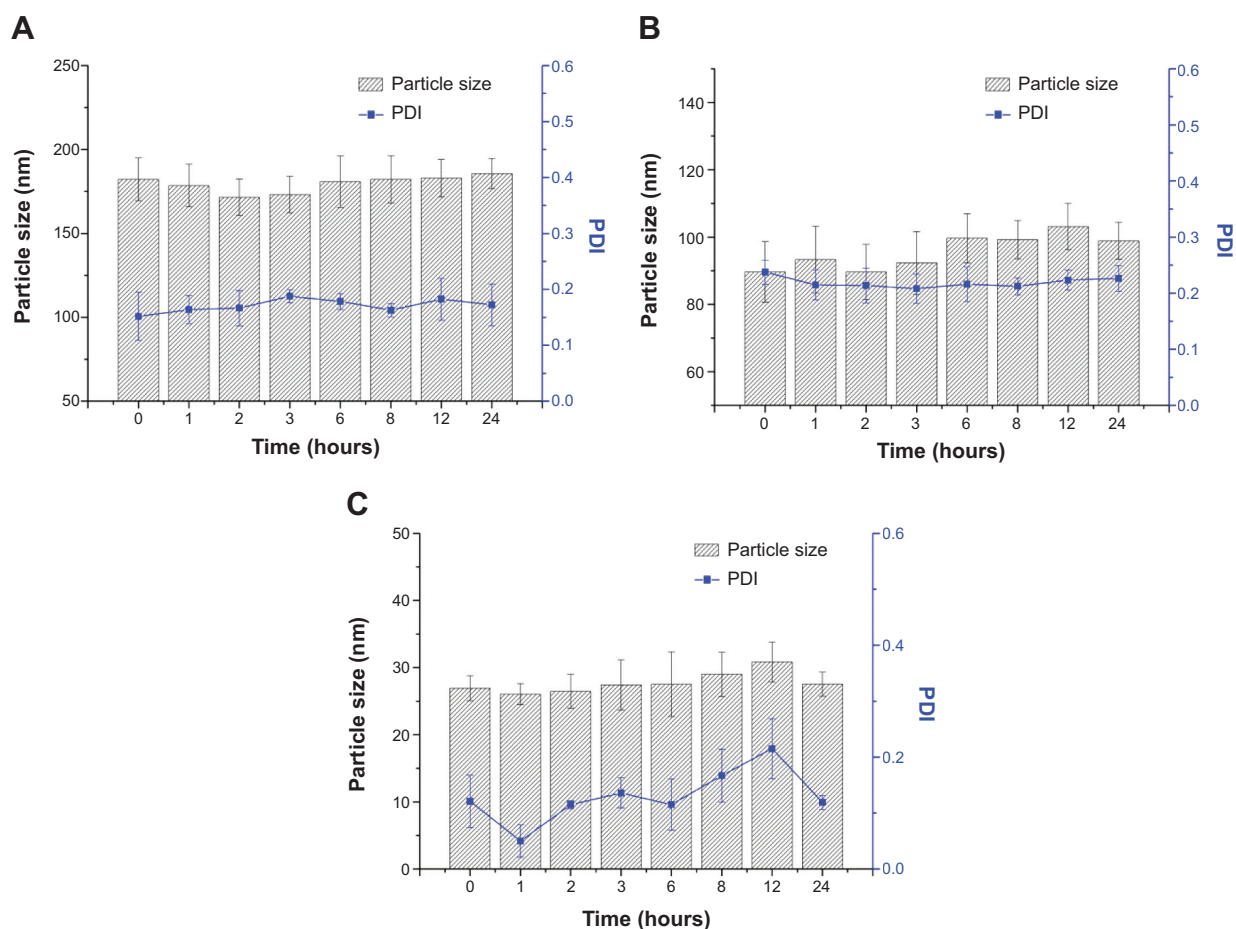 A
250
200
150
100
50
Particle size (nm)
Particle size
PDI
0.6
0.5
0.4
0.3
0.2
0.1
0.0
PDI
0 1 2 3 6 8 12 24
Time (hours)
B
140
120
100
80
60
Particle size (nm)
Particle size
PDI
0.6
0.5
0.4
0.3
0.2
0.1
0.0
PDI
0 1 2 3 6 8 12 24
Time (hours)
C
50
40
30
20
10
0
Particle size (nm)
Particle size
PDI
0.6
0.4
0.2
0.0
PDI
0 1 2 3 6 8 12 24
Time (hours)